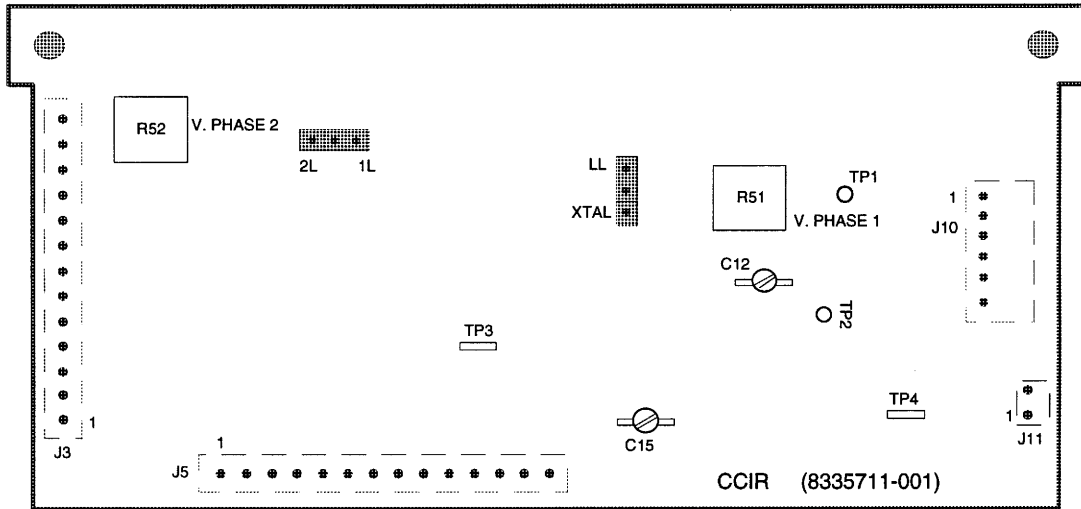 R52
V. PHASE 2
2L
1L
LL
XTAL
R51
V. PHASE 1
TP1
1
J10
C12
TP2
TP3
TP4
1
J11
1
J3
C15
1
J5
CCIR (8335711-001)